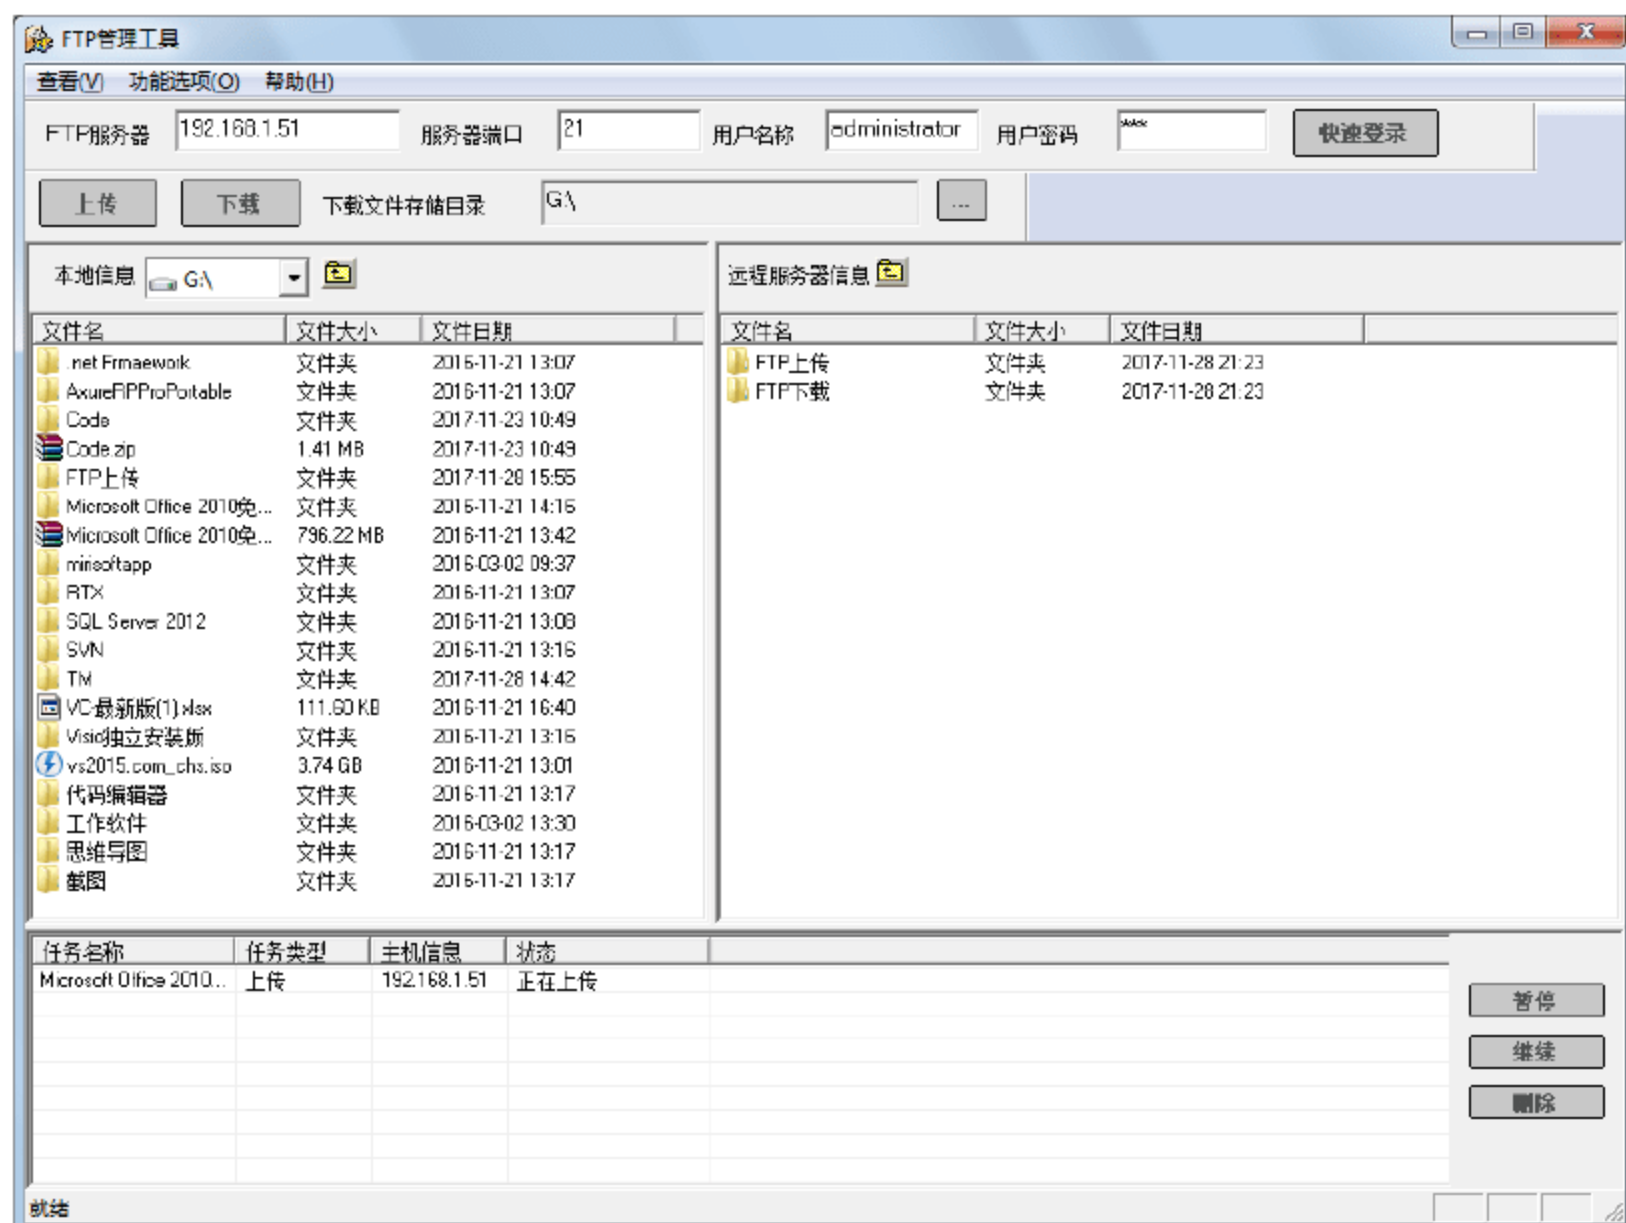 FTP管理工具
查看(V) 功能选项(O) 帮助(H)
FTP服务器 192.168.1.51 服务器端口 21 用户名称 administrator 用户密码 **** 快速登录
上传 下载 下载文件存储目录 G:\ ...
本地信息 G:\ 远程服务器信息
文件名 文件大小 文件日期
.net Frmaework 文件夹 2016-11-21 13:07
AxureRPProPortable 文件夹 2016-11-21 13:07
Code 文件夹 2017-11-23 10:49
Code.zip 1.41 MB 2017-11-23 10:49
FTP上传 文件夹 2017-11-28 15:55
Microsoft Office 2010免... 文件夹 2016-11-21 14:16
Microsoft Office 2010免... 796.22 MB 2016-11-21 13:42
mirisoftapp 文件夹 2016-03-02 09:37
RTX 文件夹 2016-11-21 13:07
SQL Server 2012 文件夹 2016-11-21 13:08
SVN 文件夹 2016-11-21 13:16
TM 文件夹 2017-11-28 14:42
VC-最新版(1).xlsx 111.60 KB 2016-11-21 16:40
Visio独立安装版 文件夹 2016-11-21 13:16
vs2015.com_chs.iso 3.74 GB 2016-11-21 13:01
代码编辑器 文件夹 2016-11-21 13:17
工作软件 文件夹 2016-03-02 13:30
思维导图 文件夹 2016-11-21 13:17
截图 文件夹 2016-11-21 13:17
文件名 文件大小 文件日期
FTP上传 文件夹 2017-11-28 21:23
FTP下载 文件夹 2017-11-28 21:23
任务名称 任务类型 主机信息 状态
Microsoft Office 2010... 上传 192.168.1.51 正在上传
暂停
继续
删除
就绪